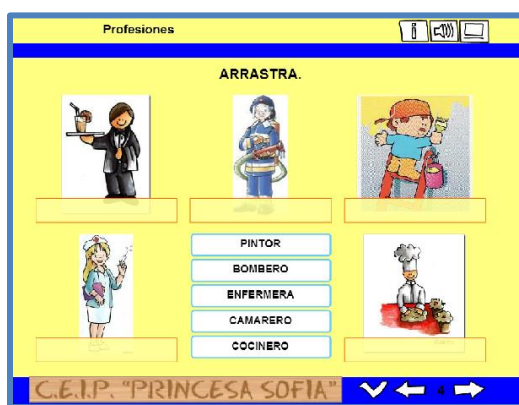 Profesiones
i
ARRASTRA.
PINTOR
BOMBERO
ENFERMERA
CAMARERO
COCINERO
C.E.I.P. "PRINCESA SOFIA"
4